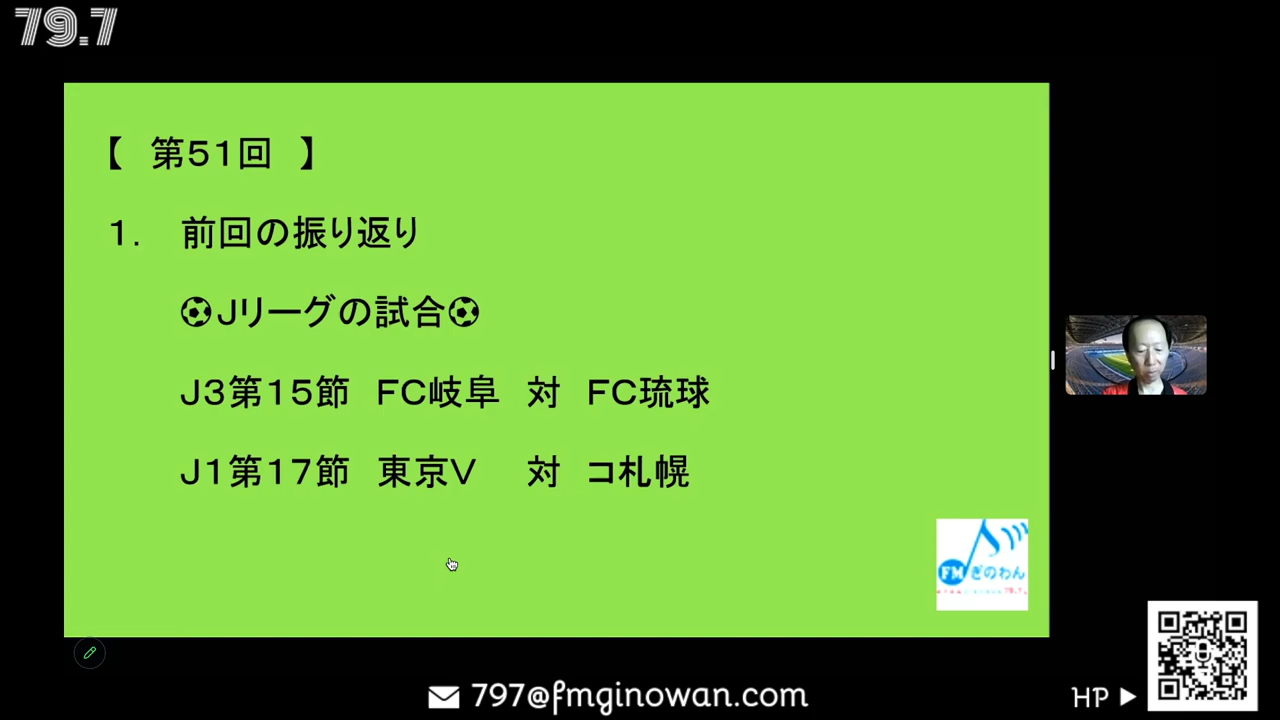 79.7
【　第５１回　】
１．　前回の振り返り
⚽Ｊリーグの試合⚽
Ｊ３第１５節　ＦＣ岐阜　対　ＦＣ琉球
Ｊ１第１７節　東京Ｖ　対　コ札幌
FMぎのわん
797@fmginowan.com
HP ▶